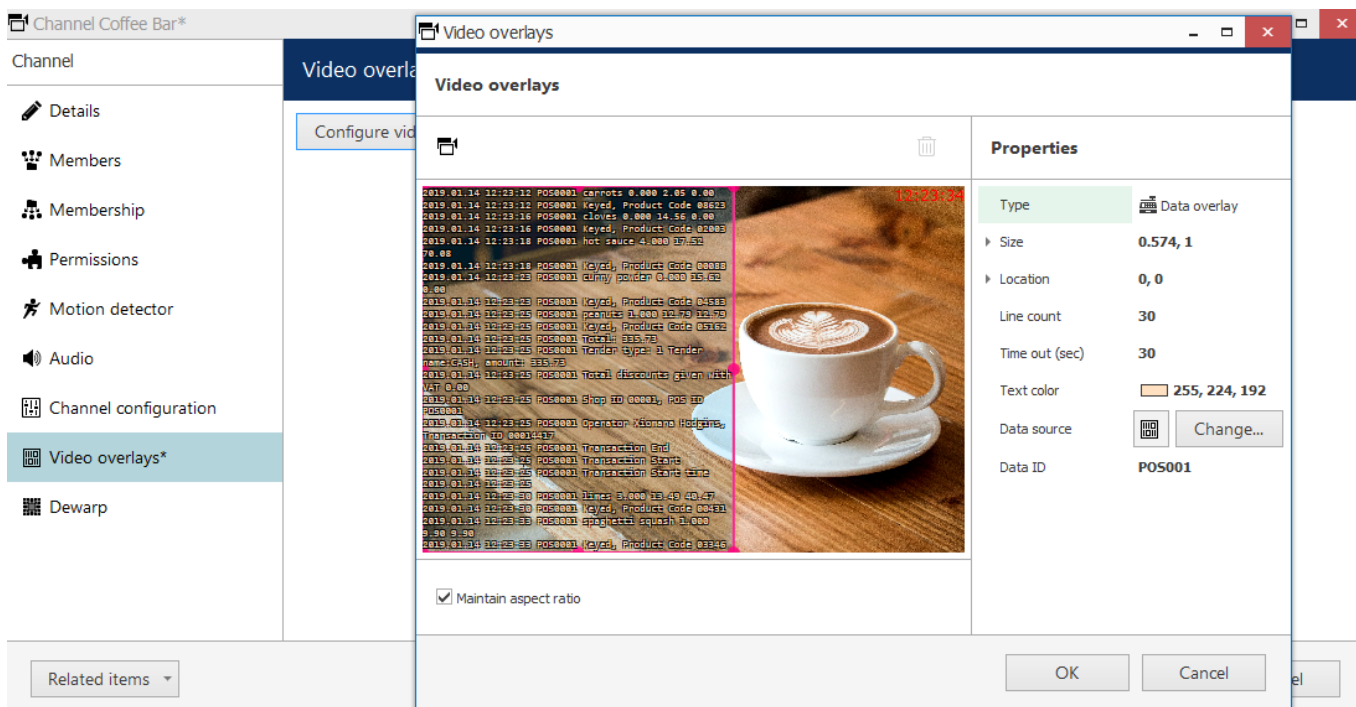 Channel Coffee Bar*
Channel
Details
Members
Membership
Permissions
Motion detector
Audio
Channel configuration
Video overlays*
Dewarp
Related items
Video overla
Configure vid
Video overlays
Video overlays
12:23:34
2019.01.14 12:23:12 POS0001 carrots 0.000 2.05 0.00
2019.01.14 12:23:12 POS0001 Keyed, Product Code 08623
2019.01.14 12:23:16 POS0001 cloves 0.000 14.56 0.00
2019.01.14 12:23:16 POS0001 Keyed, Product Code 02003
2019.01.14 12:23:18 POS0001 hot sauce 4.000 17.52
70.08
2019.01.14 12:23:18 POS0001 Keyed, Product Code 00088
2019.01.14 12:23:23 POS0001 curry powder 0.000 15.62
0.00
2019.01.14 12:23:23 POS0001 Keyed, Product Code 04583
2019.01.14 12:23:25 POS0001 peanuts 1.000 12.79 12.79
2019.01.14 12:23:25 POS0001 Keyed, Product Code 05162
2019.01.14 12:23:25 POS0001 Total: 335.73
2019.01.14 12:23:25 POS0001 Tender type: 1 Tender
name:CASH, amount: 335.73
2019.01.14 12:23:25 POS0001 Total discounts given with
VAT 0.00
2019.01.14 12:23:25 POS0001 Shop ID 00001, POS ID
POS0001
2019.01.14 12:23:25 POS0001 Operator Xiomara Hodgins,
Transaction ID 00014417
2019.01.14 12:23:25 POS0001 Transaction End
2019.01.14 12:23:25 POS0001 Transaction Start
2019.01.14 12:23:25 POS0001 Transaction Start time
2019.01.14 12:23:25
2019.01.14 12:23:30 POS0001 limes 3.000 13.49 40.47
2019.01.14 12:23:30 POS0001 Keyed, Product Code 00431
2019.01.14 12:23:33 POS0001 spaghetti squash 1.000
9.90 9.90
2019.01.14 12:23:33 POS0001 Keyed, Product Code 03346
Maintain aspect ratio
Properties
Type Data overlay
Size 0.574, 1
Location 0, 0
Line count 30
Time out (sec) 30
Text color 255, 224, 192
Data source Change...
Data ID POS001
OK Cancel
el